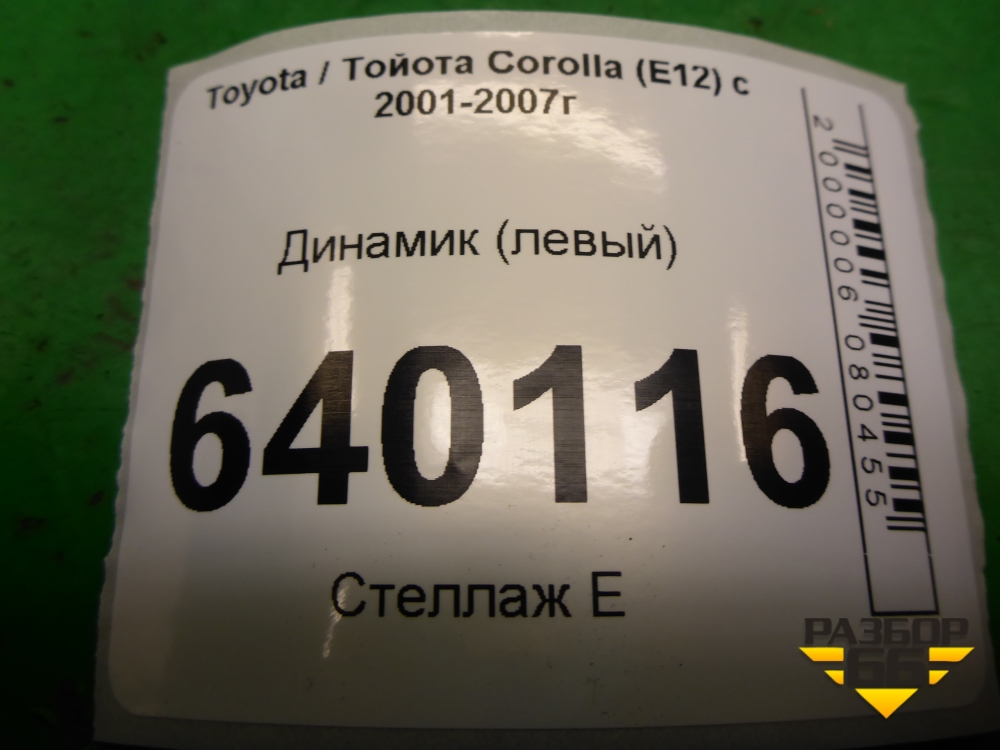 Toyota / Тойота Corolla (E12) с
2001-2007г
Динамик (левый)
640116
Стеллаж Е
2000006080455
РАЗБОР
66